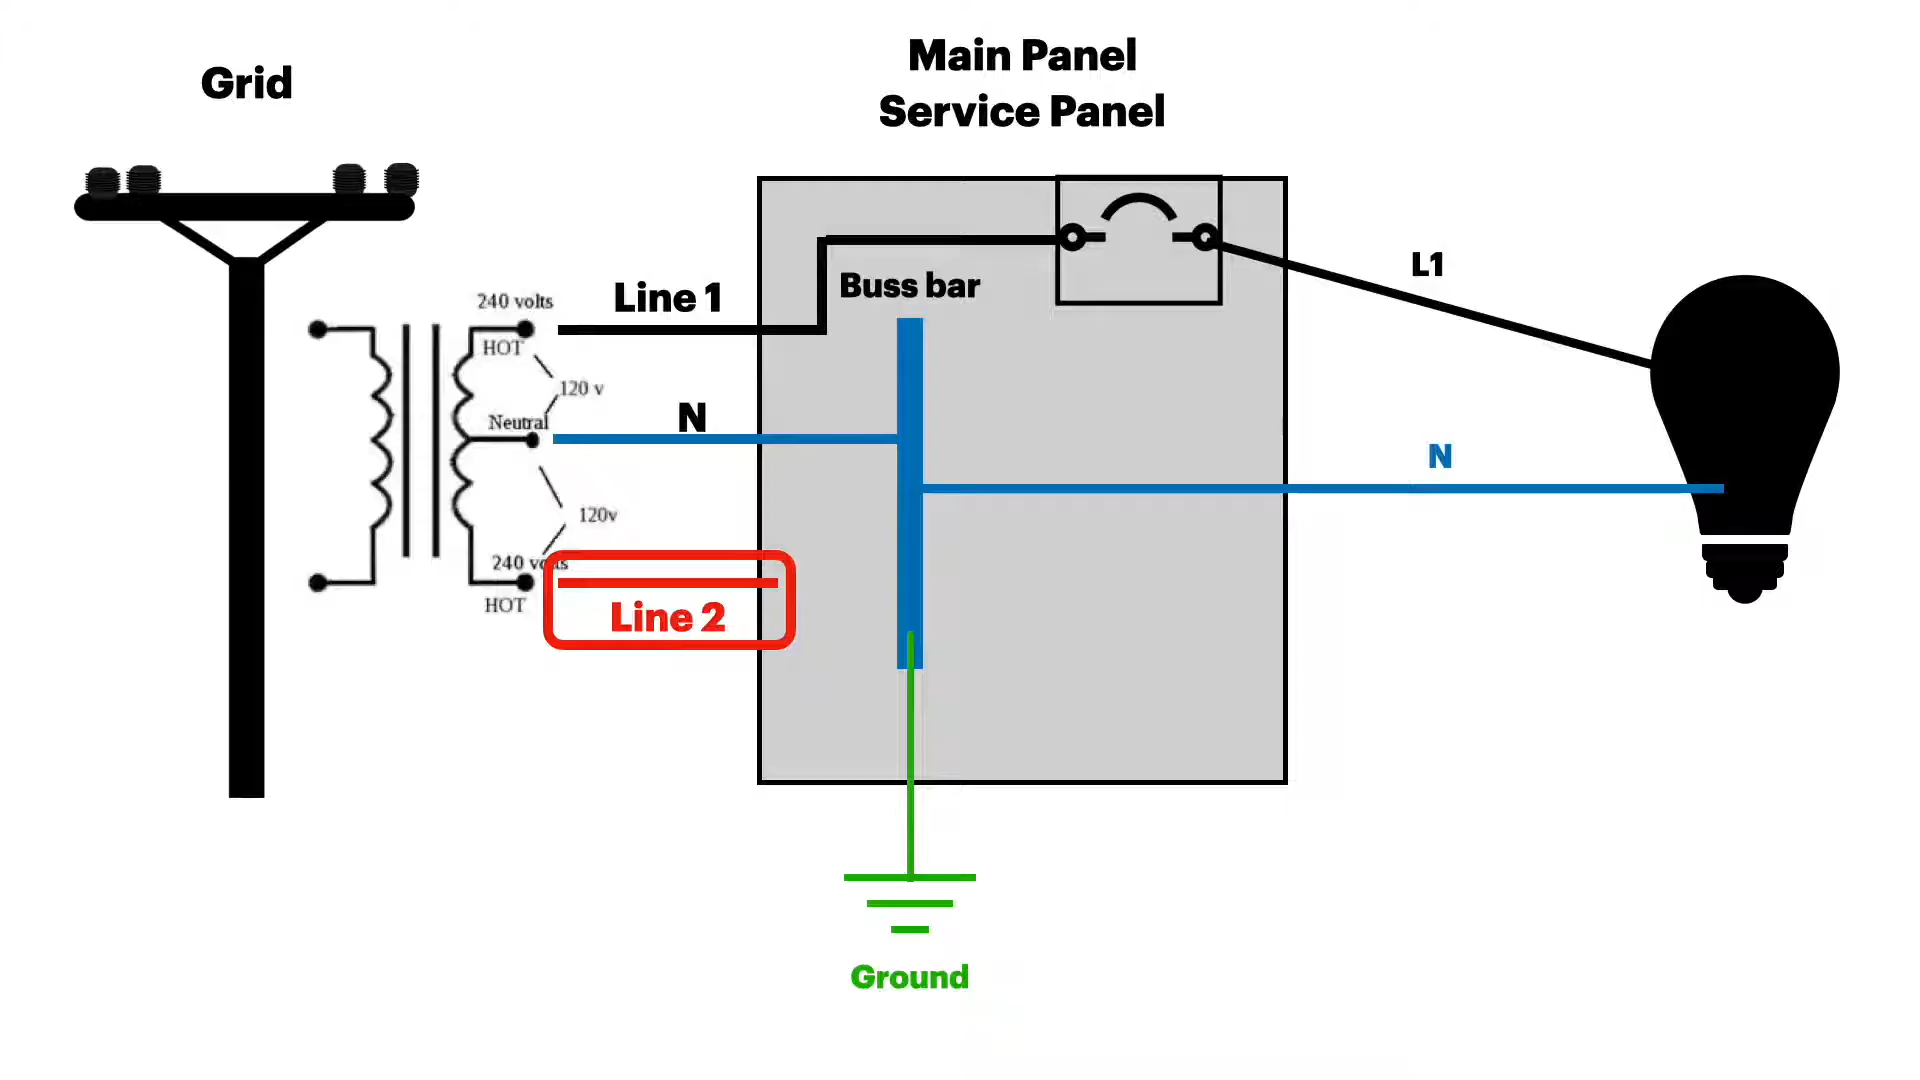 Grid
Main Panel
Service Panel
240 volts
HOT
Line 1
Buss bar
L1
120 v
Neutral
N
N
120v
240 volts
HOT
Line 2
Ground